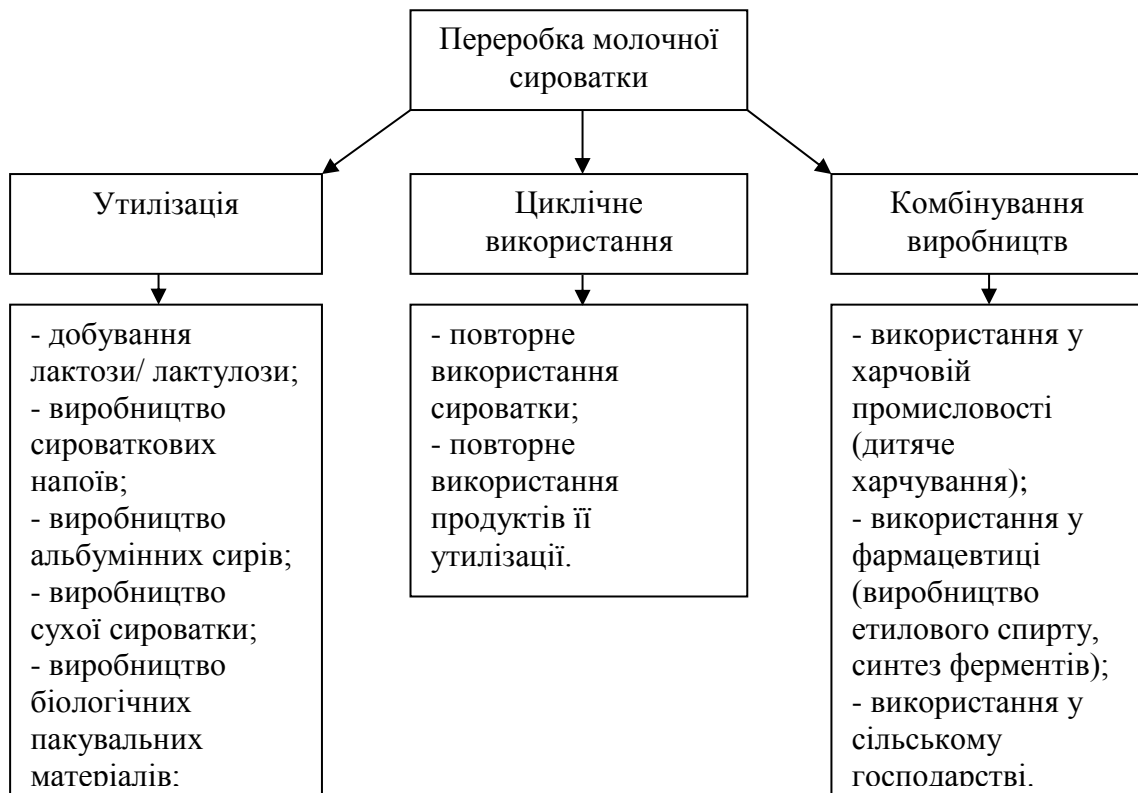 Переробка молочної
сироватки
Утилізація
Циклічне
використання
Комбінування
виробництв
- добування
лактози/ лактулози;
- виробництво
сироваткових
напоїв;
- виробництво
альбумінних сирів;
- виробництво
сухої сироватки;
- виробництво
біологічних
пакувальних
матеріалів;
- повторне
використання
сироватки;
- повторне
використання
продуктів її
утилізації.
- використання у
харчовій
промисловості
(дитяче
харчування);
- використання у
фармацевтиці
(виробництво
етилового спирту,
синтез ферментів);
- використання у
сільському
господарстві.